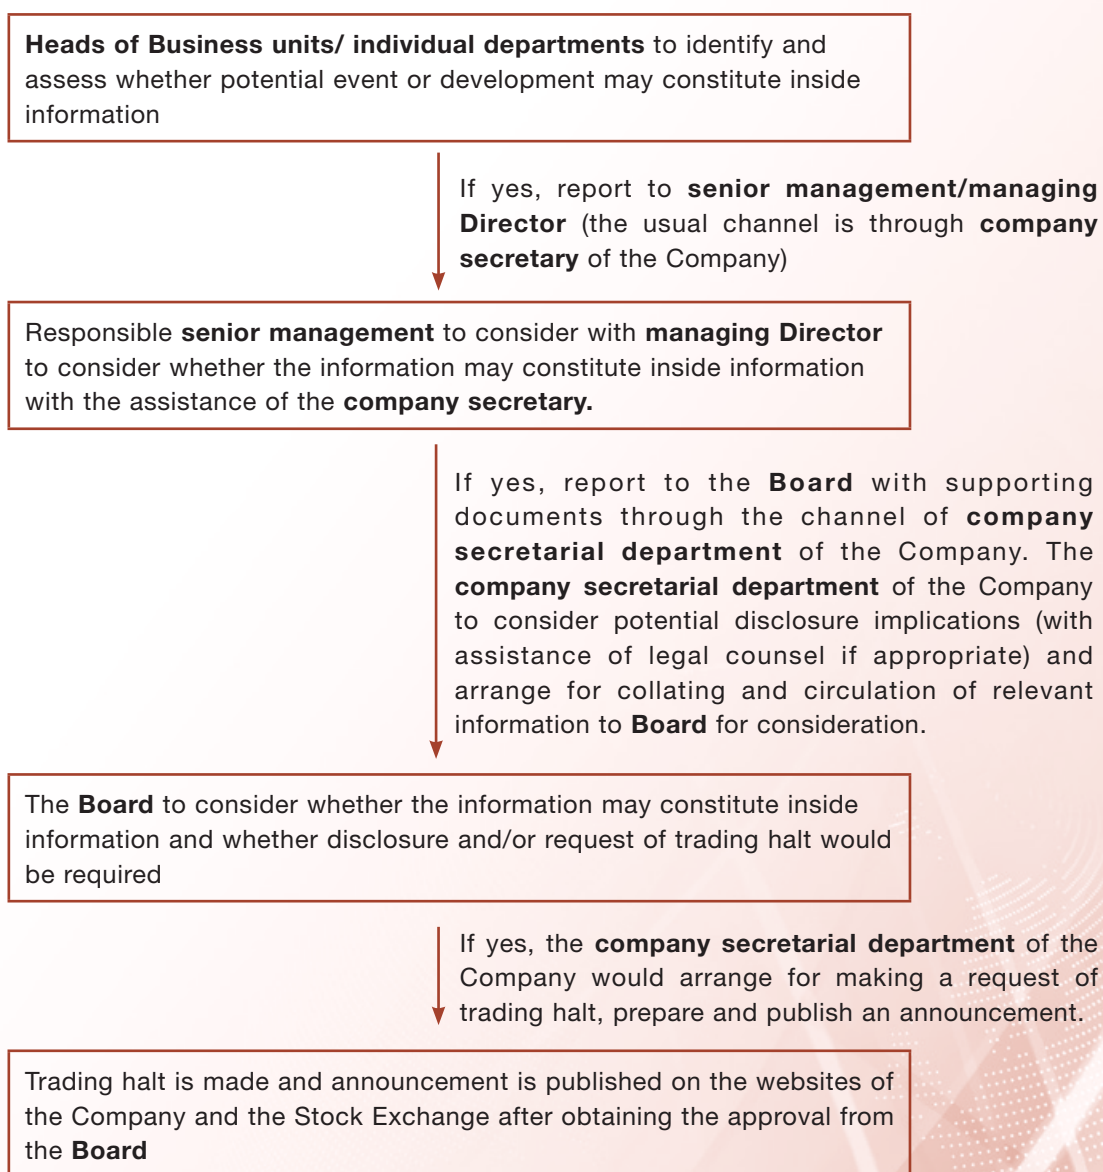 Heads of Business units/ individual departments to identify and
assess whether potential event or development may constitute inside
information
If yes, report to senior management/managing
Director (the usual channel is through company
secretary of the Company)
Responsible senior management to consider with managing Director
to consider whether the information may constitute inside information
with the assistance of the company secretary.
If yes, report to the Board with supporting
documents through the channel of company
secretarial department of the Company. The
company secretarial department of the Company
to consider potential disclosure implications (with
assistance of legal counsel if appropriate) and
arrange for collating and circulation of relevant
information to Board for consideration.
The Board to consider whether the information may constitute inside
information and whether disclosure and/or request of trading halt would
be required
If yes, the company secretarial department of the
Company would arrange for making a request of
trading halt, prepare and publish an announcement.
Trading halt is made and announcement is published on the websites of
the Company and the Stock Exchange after obtaining the approval from
the Board